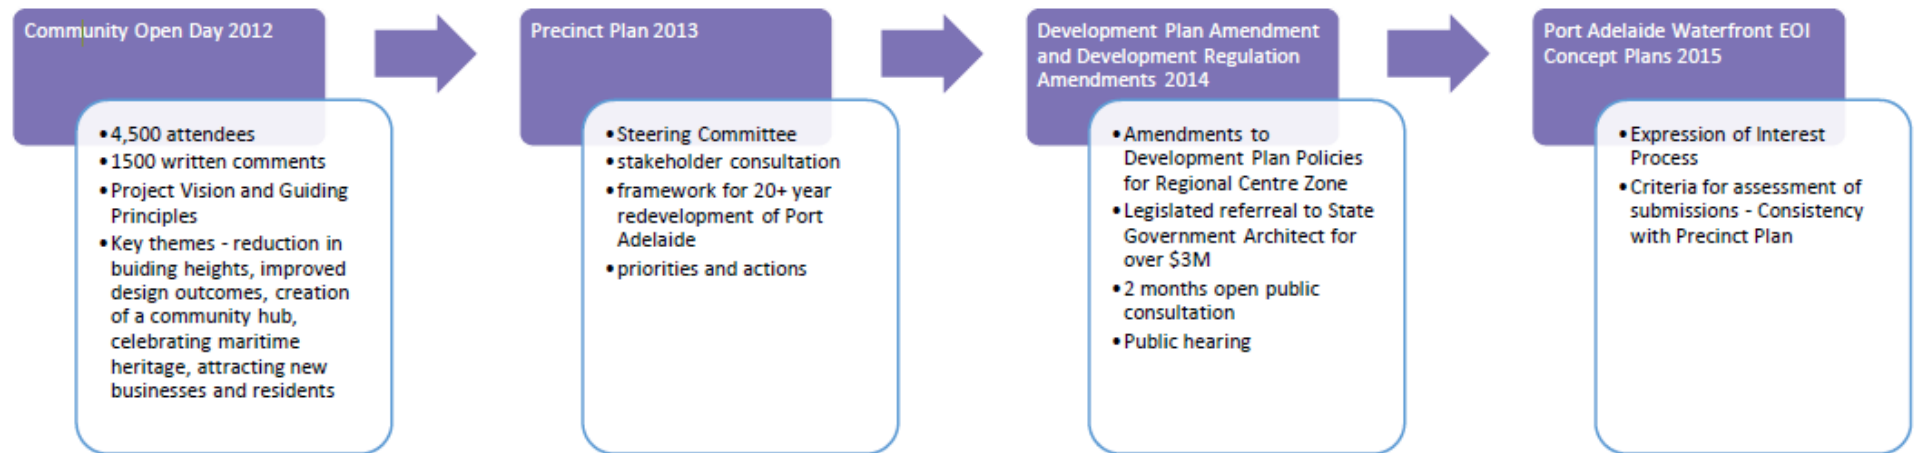 Community Open Day 2012
•4,500 attendees
•1500 written comments
•Project Vision and Guiding
Principles
•Key themes - reduction in
buiding heights, improved
design outcomes, creation
of a community hub,
celebrating maritime
heritage, attracting new
businesses and residents
Precinct Plan 2013
•Steering Committee
•stakeholder consultation
•framework for 20+ year
redevelopment of Port
Adelaide
•priorities and actions
Development Plan Amendment
and Development Regulation
Amendments 2014
•Amendments to
Development Plan Policies
for Regional Centre Zone
•Legislated referreal to State
Government Architect for
over $3M
•2 months open public
consultation
•Public hearing
Port Adelaide Waterfront EOI
Concept Plans 2015
•Expression of Interest
Process
•Criteria for assessment of
submissions - Consistency
with Precinct Plan